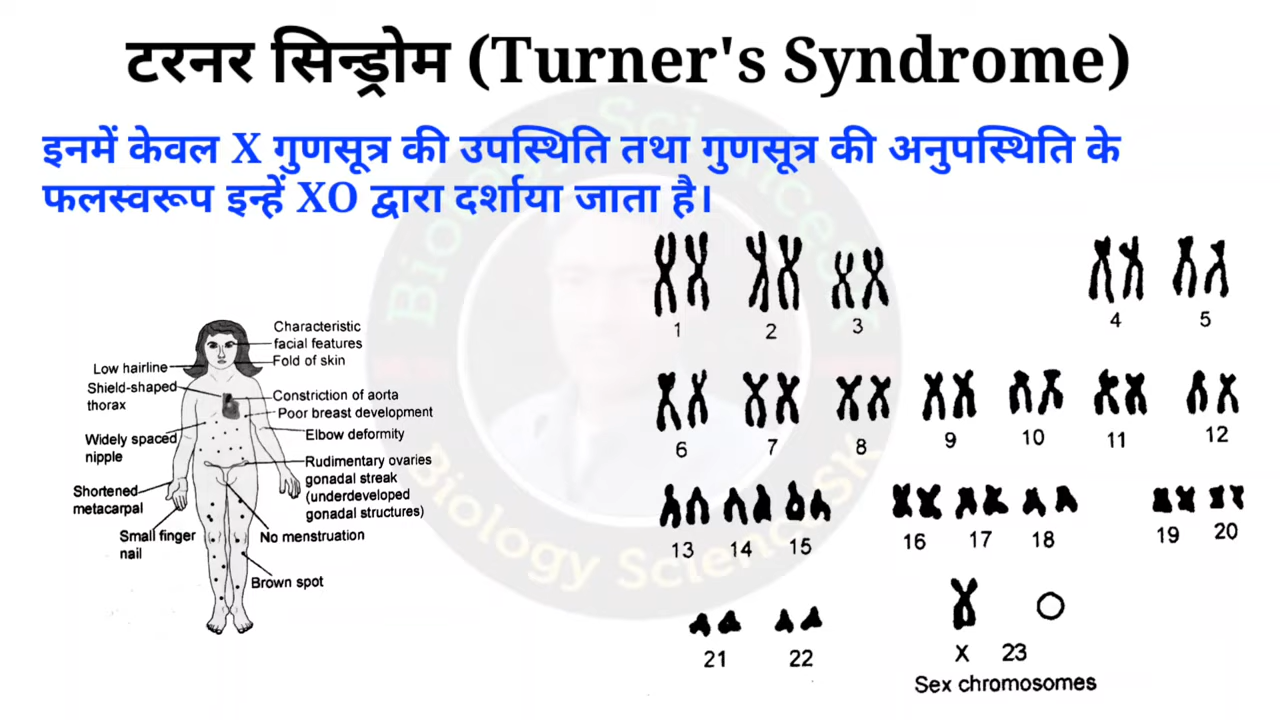 टरनर सिन्ड्रोम (Turner's Syndrome)
इनमें केवल X गुणसूत्र की उपस्थिति तथा गुणसूत्र की अनुपस्थिति के
फलस्वरूप इन्हें XO द्वारा दर्शाया जाता है।
Characteristic
facial features
Fold of skin
Low hairline
Shield-shaped
thorax
Constriction of aorta
Poor breast development
Elbow deformity
Widely spaced
nipple
Rudimentary ovaries
gonadal streak
(underdeveloped
gonadal structures)
Shortened
metacarpal
Small finger
nail
No menstruation
Brown spot
1 2 3 4 5
6 7 8 9 10 11 12
13 14 15 16 17 18 19 20
21 22 X 23
Sex chromosomes
Biology Sciences
Biology Sciences